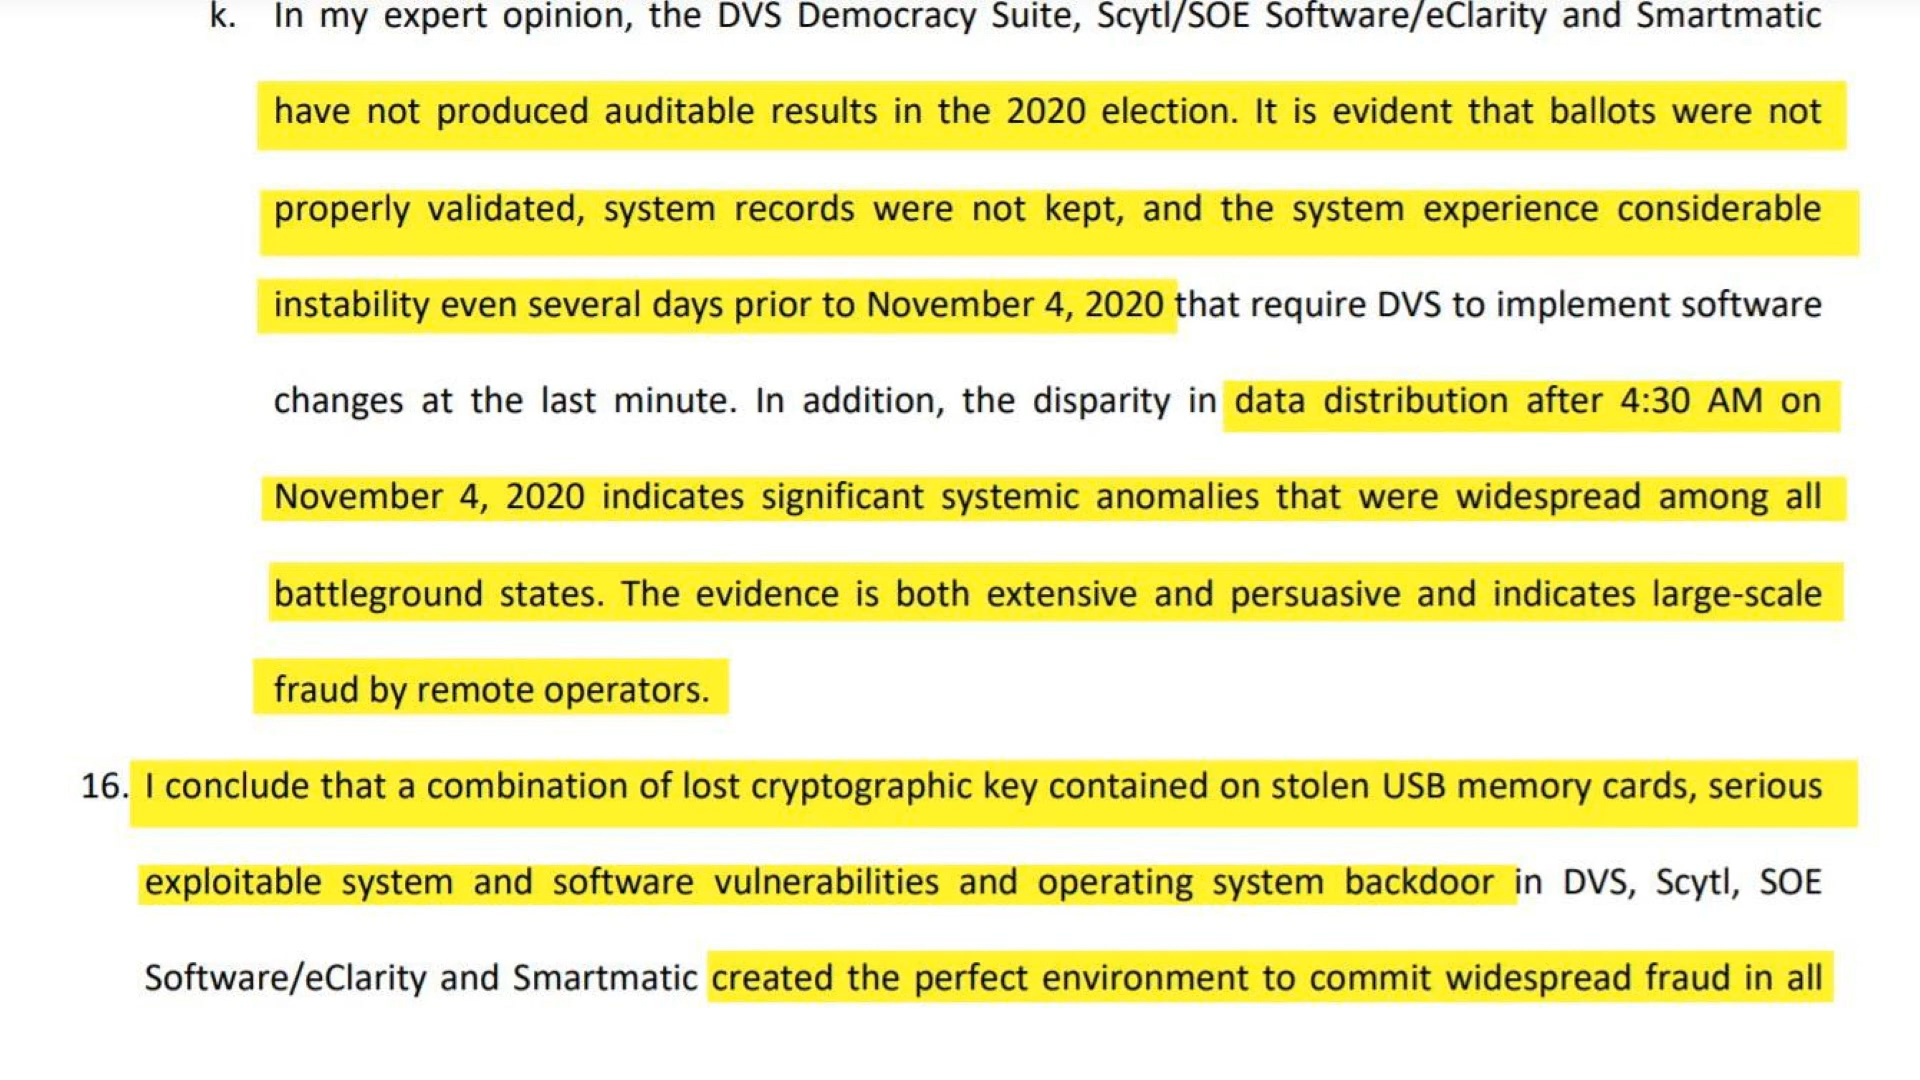 k. In my expert opinion, the DVS Democracy Suite, Scytl/SOE Software/eClarity and Smartmatic
have not produced auditable results in the 2020 election. It is evident that ballots were not
properly validated, system records were not kept, and the system experience considerable
instability even several days prior to November 4, 2020 that require DVS to implement software
changes at the last minute. In addition, the disparity in data distribution after 4:30 AM on
November 4, 2020 indicates significant systemic anomalies that were widespread among all
battleground states. The evidence is both extensive and persuasive and indicates large-scale
fraud by remote operators.
16. I conclude that a combination of lost cryptographic key contained on stolen USB memory cards, serious
exploitable system and software vulnerabilities and operating system backdoor in DVS, Scytl, SOE
Software/eClarity and Smartmatic created the perfect environment to commit widespread fraud in all